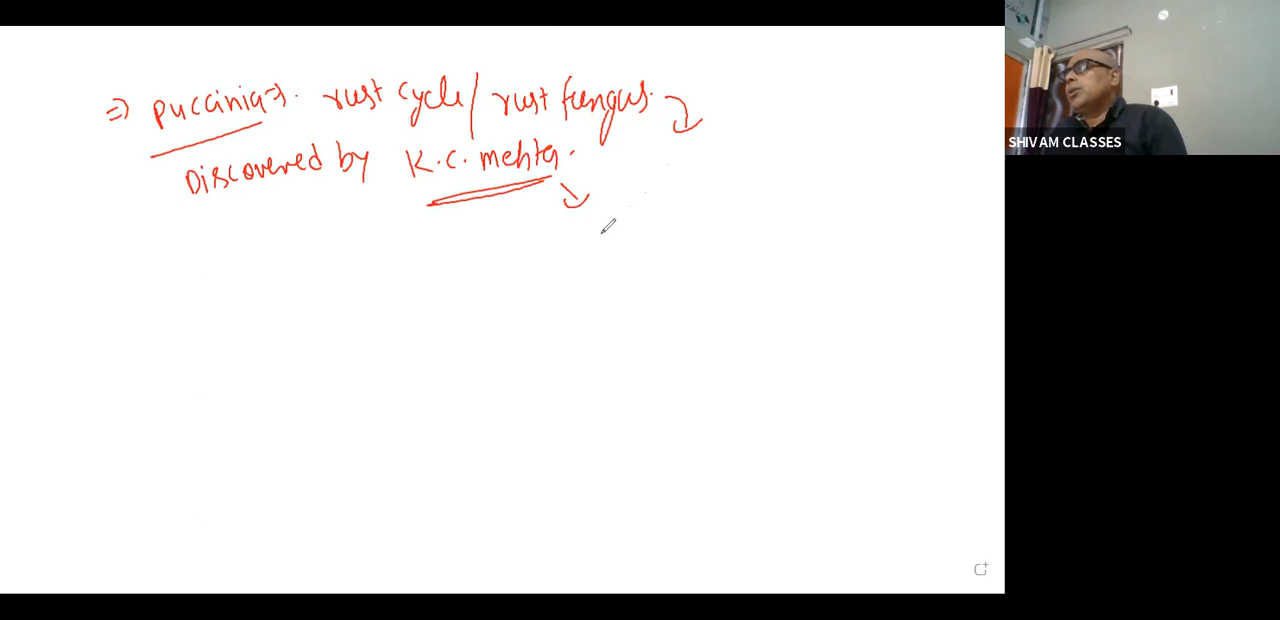 => puccinia=> rust cycle / rust fungus.
Discovered by K.C. mehta.
SHIVAM CLASSES